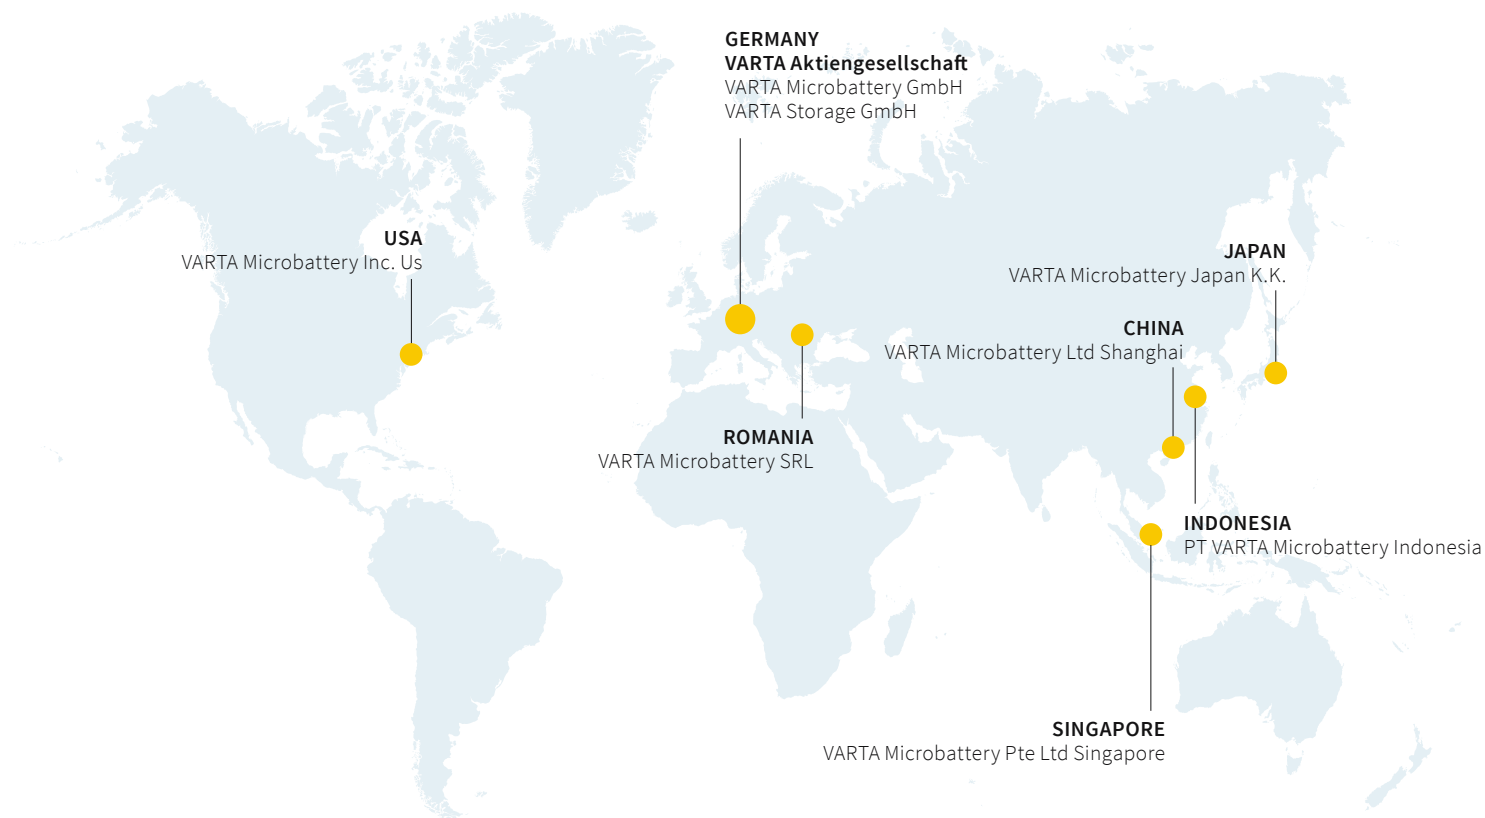 GERMANY
VARTA Aktiengesellschaft
VARTA Microbattery GmbH
VARTA Storage GmbH
USA
VARTA Microbattery Inc. Us
JAPAN
VARTA Microbattery Japan K.K.
CHINA
VARTA Microbattery Ltd Shanghai
ROMANIA
VARTA Microbattery SRL
INDONESIA
PT VARTA Microbattery Indonesia
SINGAPORE
VARTA Microbattery Pte Ltd Singapore